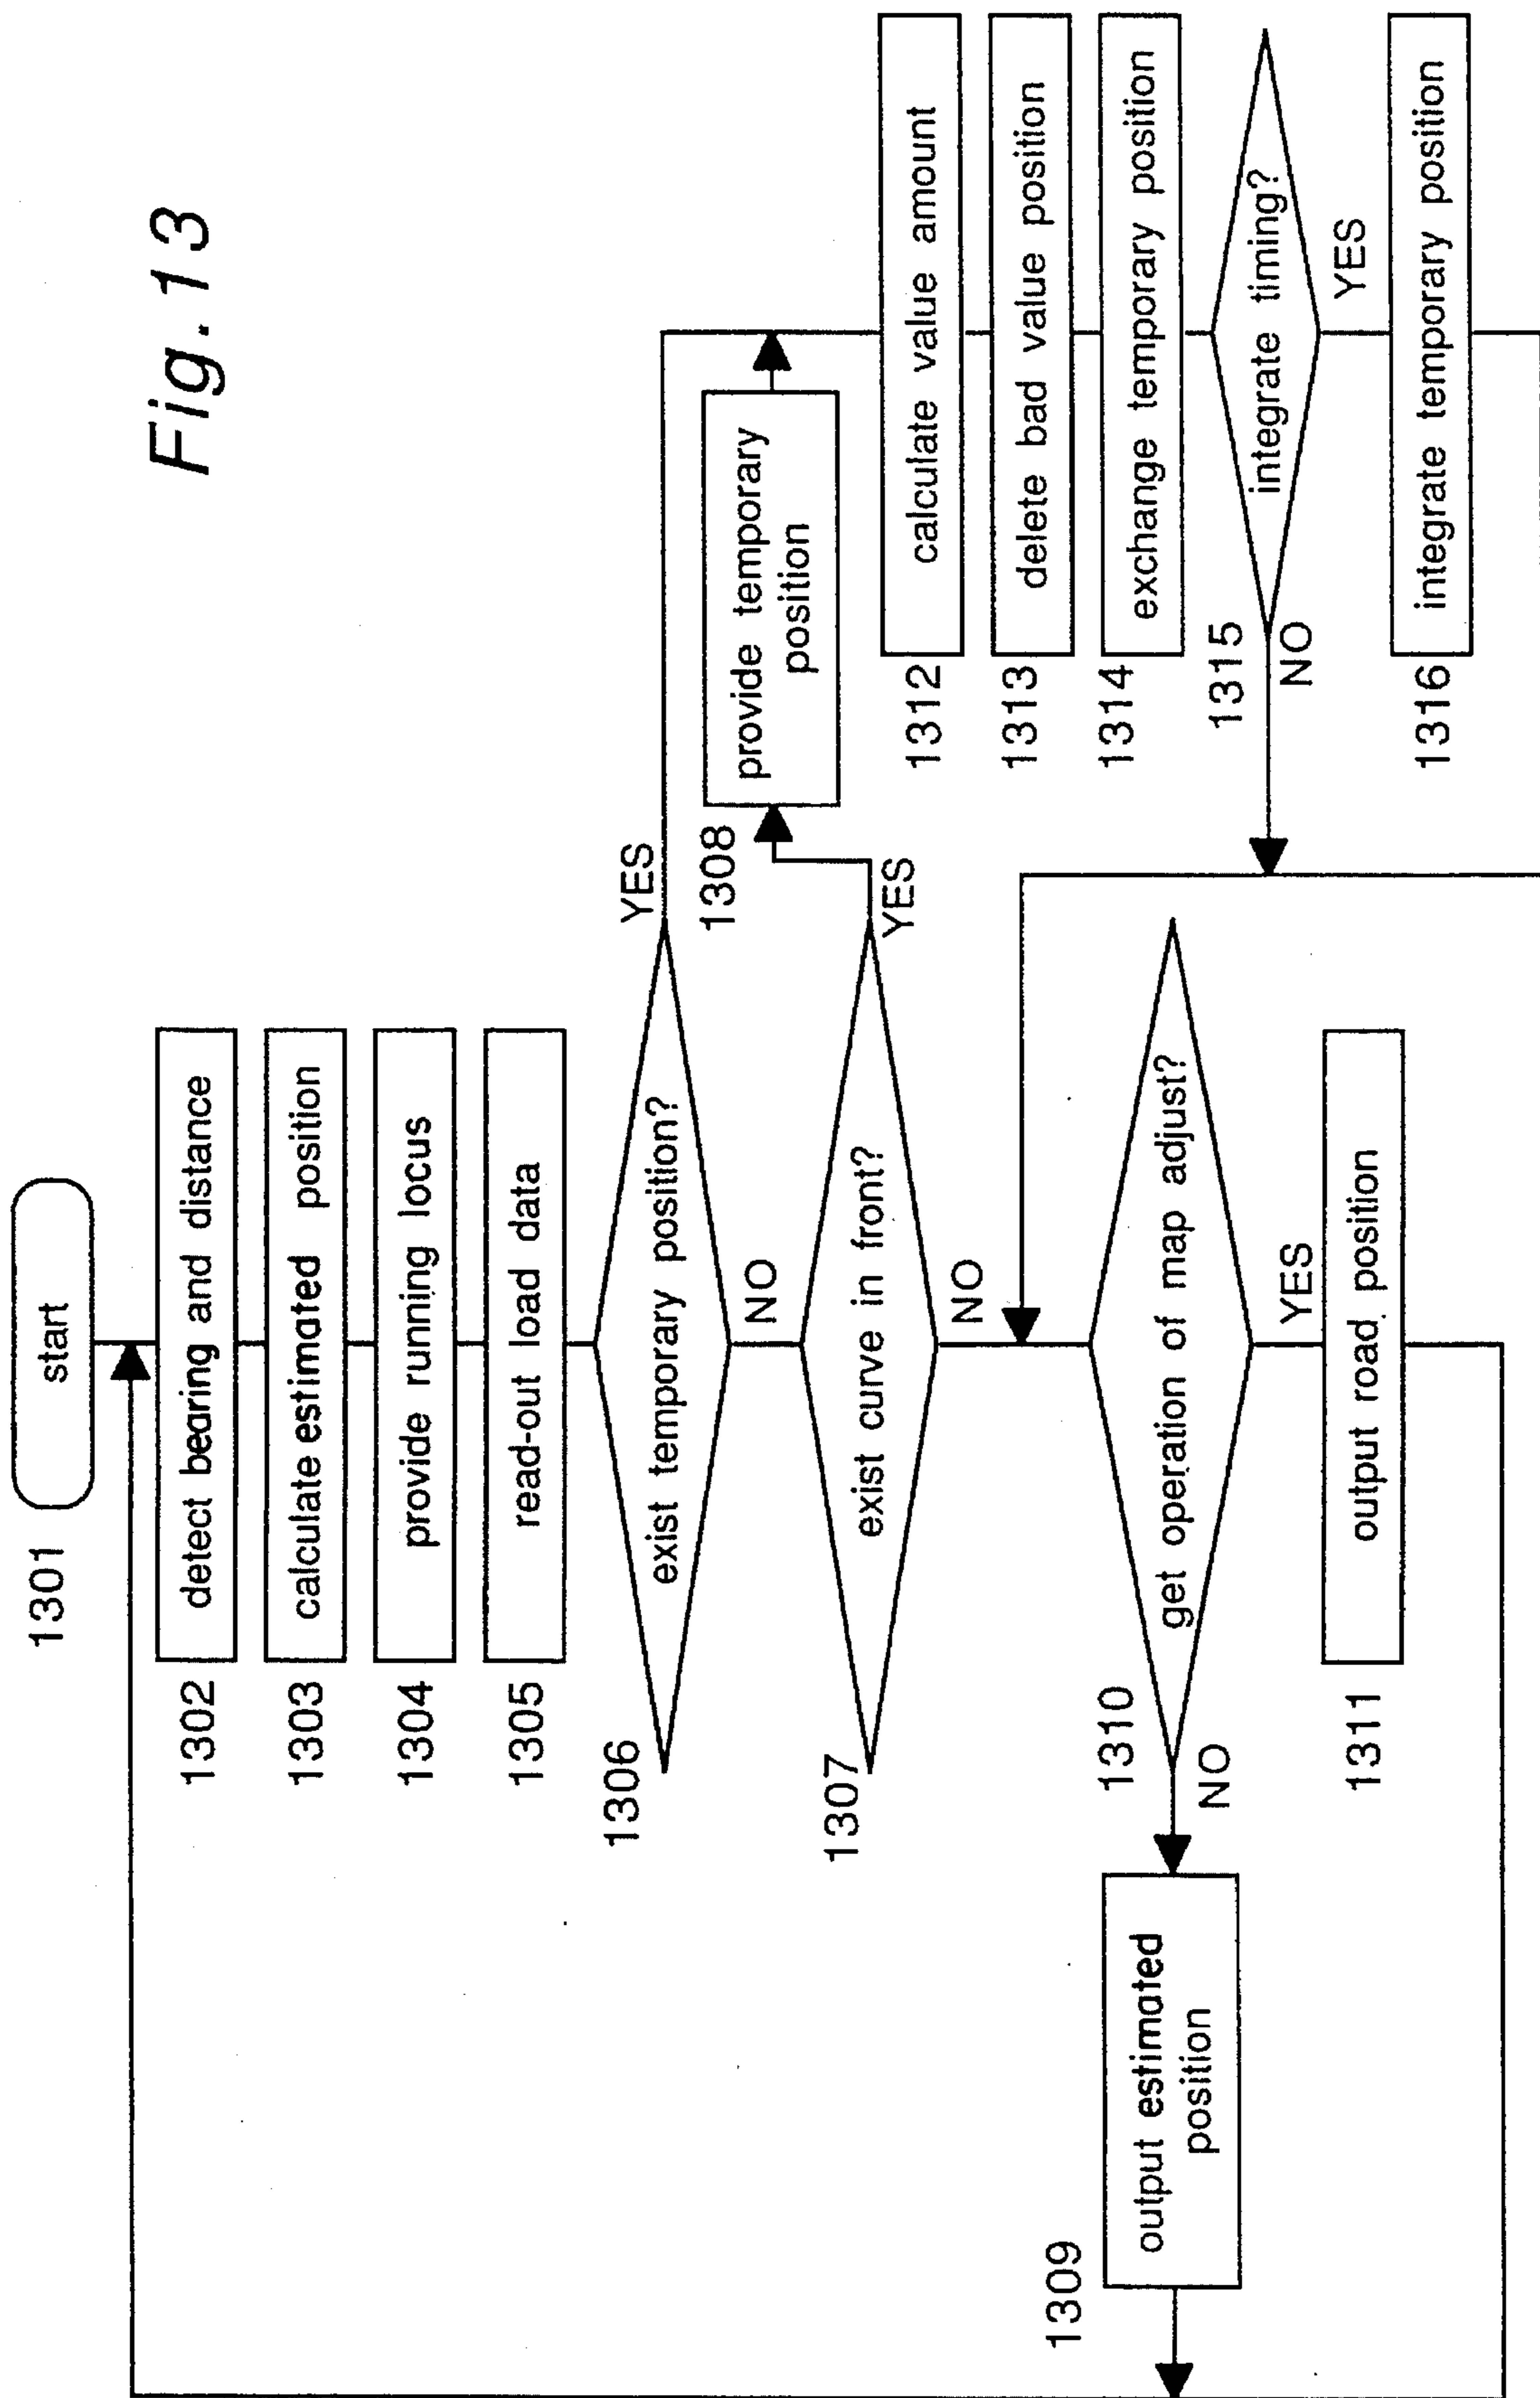 Fig.13
1301
start
1302
detect bearing and distance
1303
calculate estimated position
1304
provide running locus
1305
read-out load data
1306
exist temporary position?
YES
NO
1307
exist curve in front?
YES
NO
1308
provide temporary
position
1309
output estimated
position
1310
get operation of map adjust?
NO
YES
1311
output road position
1312
calculate value amount
1313
delete bad value position
1314
exchange temporary position
1315
integrate timing?
NO
YES
1316
integrate temporary position